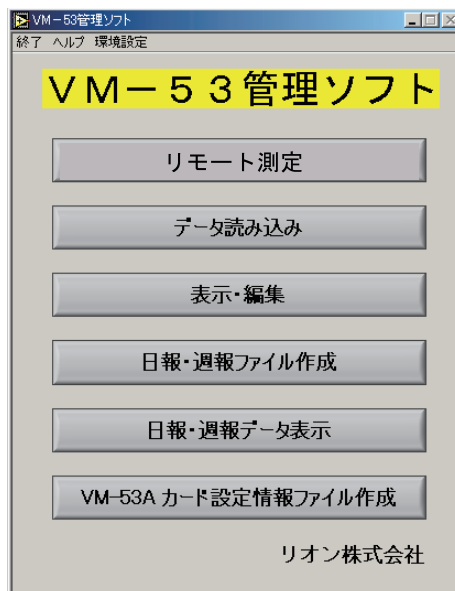 VM－53管理ソフト
終了 ヘルプ 環境設定
ＶＭ－５３管理ソフト
リモート測定
データ読み込み
表示・編集
日報・週報ファイル作成
日報・週報データ表示
VM-53A カード設定情報ファイル作成
リオン株式会社